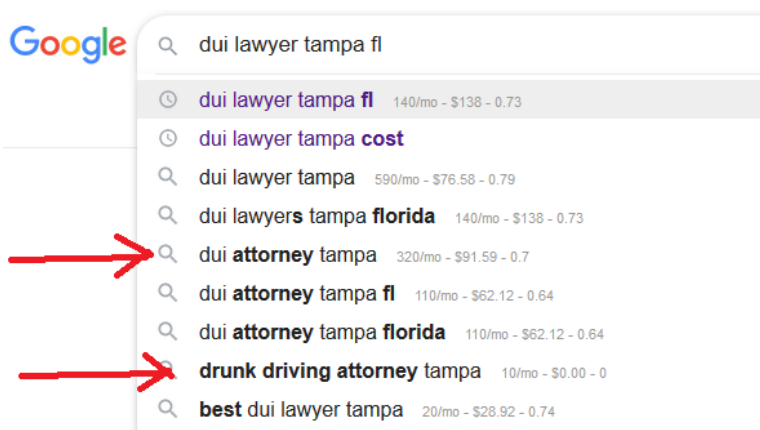 Google
dui lawyer tampa fl
dui lawyer tampa fl 140/mo - $138 - 0.73
dui lawyer tampa cost
dui lawyer tampa 590/mo - $76.58 - 0.79
dui lawyers tampa florida 140/mo - $138 - 0.73
dui attorney tampa 320/mo - $91.59 - 0.7
dui attorney tampa fl 110/mo - $62.12 - 0.64
dui attorney tampa florida 110/mo - $62.12 - 0.64
drunk driving attorney tampa 10/mo - $0.00 - 0
best dui lawyer tampa 20/mo - $28.92 - 0.74